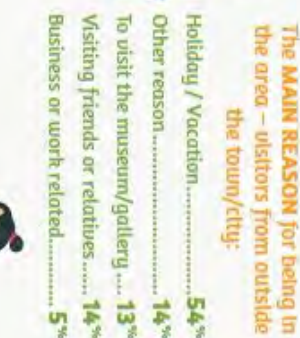 The MAIN REASON for being in
the area – visitors from outside
the town/city:
Holiday / Vacation..................54%
Other reason..........................14%
To visit the museum/gallery....13%
Visiting friends or relatives......14%
Business or work related..........5%